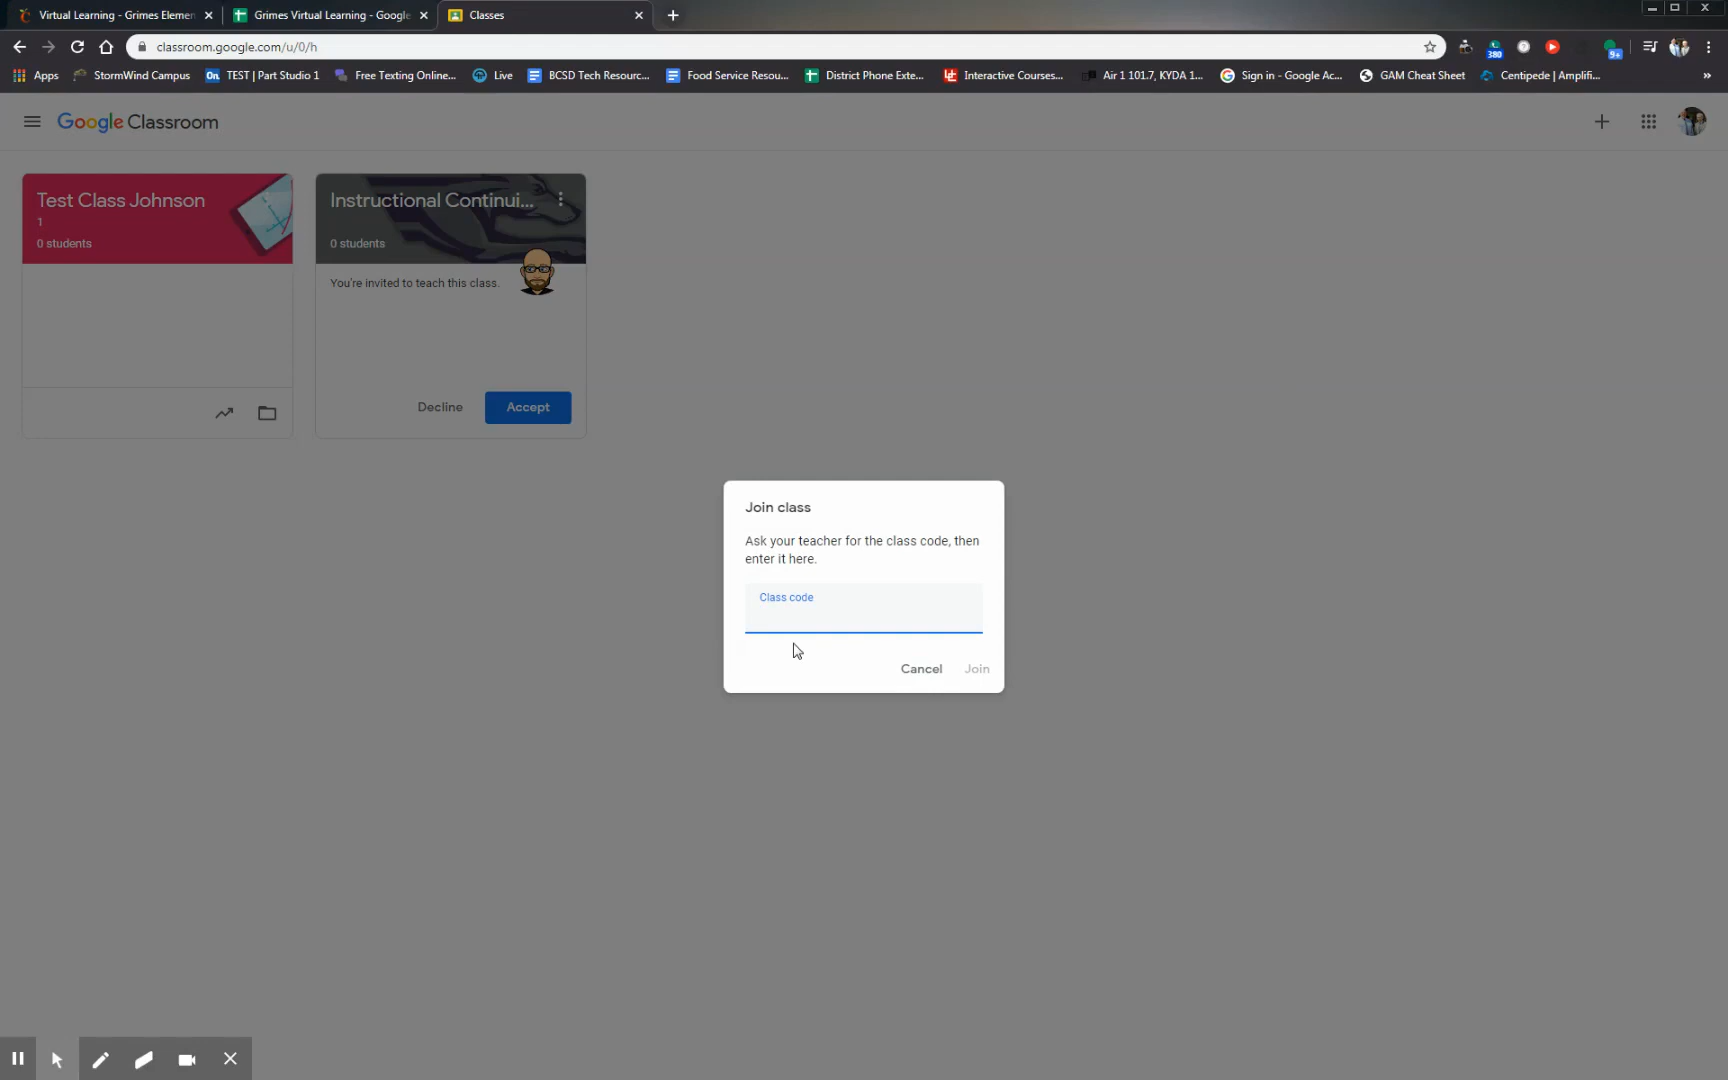 Virtual Learning - Grimes Elemen
Grimes Virtual Learning - Google
Classes
classroom.google.com/u/0/h
380
9+
Apps
StormWind Campus
On
TEST | Part Studio 1
Free Texting Online...
Live
BCSD Tech Resourc...
Food Service Resou...
District Phone Exte...
Interactive Courses...
Air 1 101.7, KYDA 1...
Sign in - Google Ac...
GAM Cheat Sheet
Centipede | Amplifi...
»
Google Classroom
Test Class Johnson
1
0 students
Instructional Continui...
0 students
You're invited to teach this class.
Decline
Accept
Join class
Ask your teacher for the class code, then
enter it here.
Class code
Cancel
Join